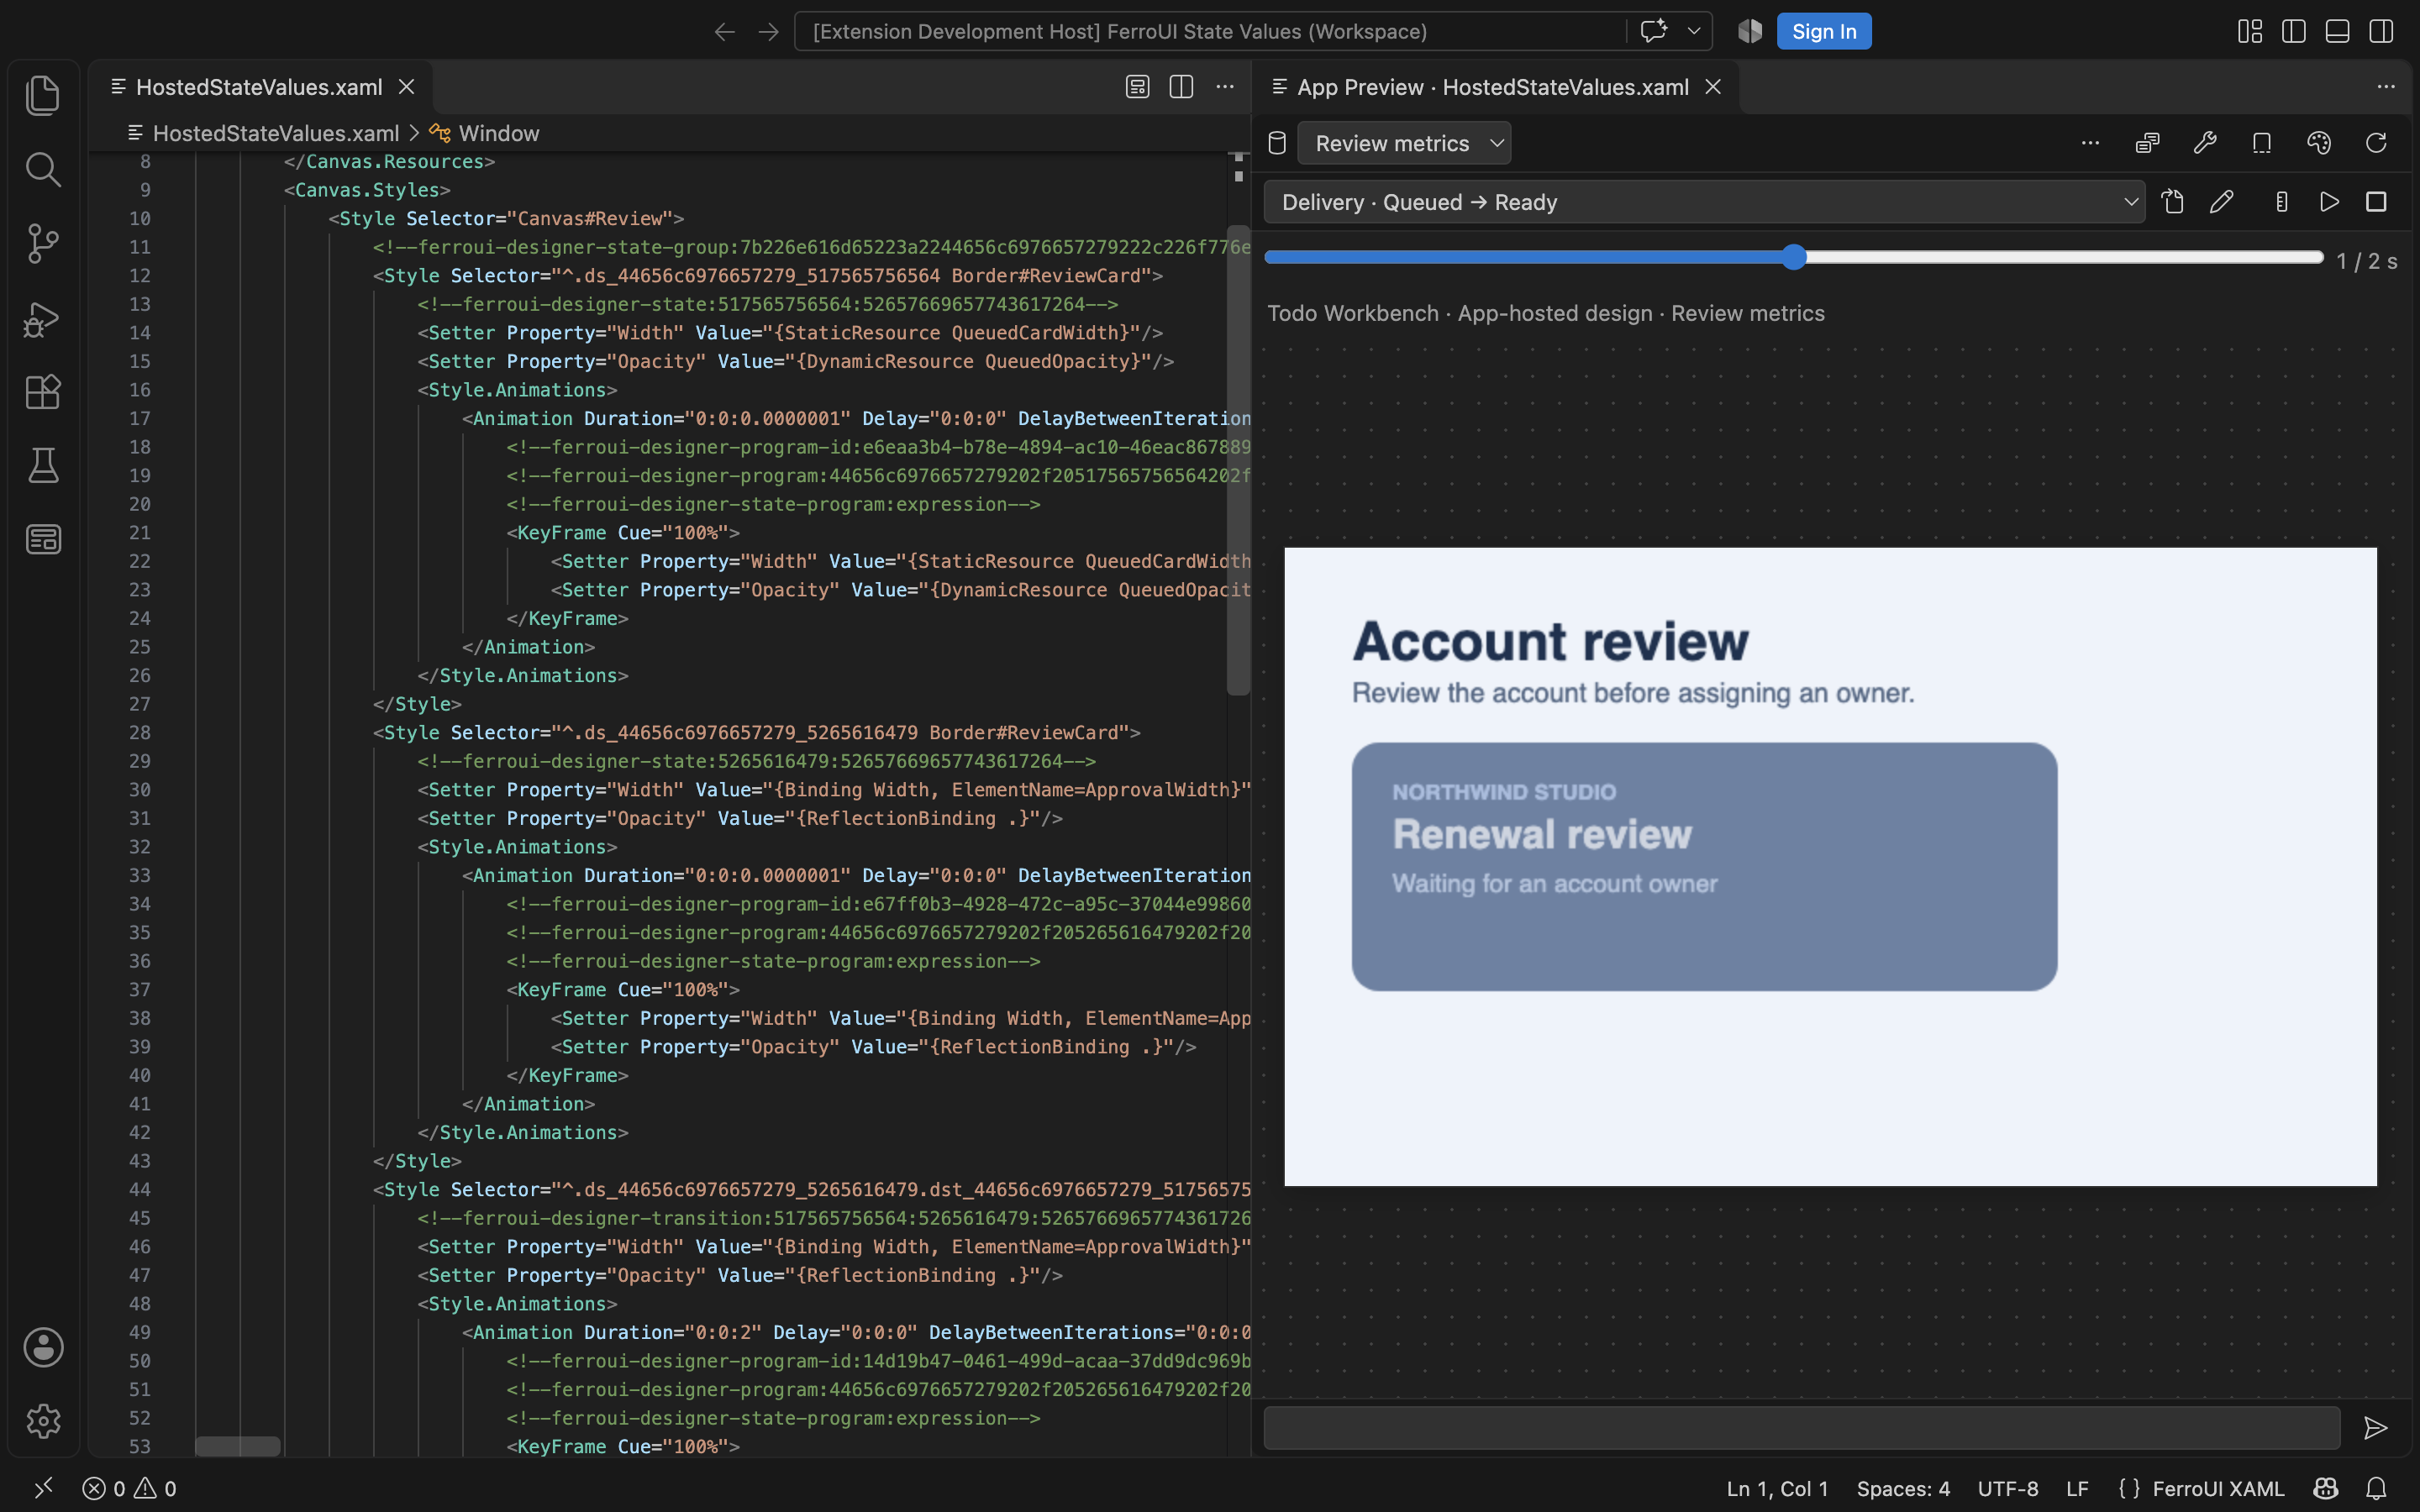 [Extension Development Host] FerroUI State Values (Workspace)
Sign In
HostedStateValues.xaml
HostedStateValues.xaml > Window
8 </Canvas.Resources>
9 <Canvas.Styles>
10 <Style Selector="Canvas#Review">
11 <!--ferroui-designer-state-group:7b226e616d65223a2244656c6976657279222c226f776e
12 <Style Selector="^.ds_44656c6976657279_517565756564 Border#ReviewCard">
13 <!--ferroui-designer-state:517565756564:52657669657743617264-->
14 <Setter Property="Width" Value="{StaticResource QueuedCardWidth}"/>
15 <Setter Property="Opacity" Value="{DynamicResource QueuedOpacity}"/>
16 <Style.Animations>
17 <Animation Duration="0:0:0.0000001" Delay="0:0:0" DelayBetweenIteration
18 <!--ferroui-designer-program-id:e6eaa3b4-b78e-4894-ac10-46eac867889
19 <!--ferroui-designer-program:44656c6976657279202f20517565756564202f
20 <!--ferroui-designer-state-program:expression-->
21 <KeyFrame Cue="100%">
22 <Setter Property="Width" Value="{StaticResource QueuedCardWidth
23 <Setter Property="Opacity" Value="{DynamicResource QueuedOpacit
24 </KeyFrame>
25 </Animation>
26 </Style.Animations>
27 </Style>
28 <Style Selector="^.ds_44656c6976657279_5265616479 Border#ReviewCard">
29 <!--ferroui-designer-state:5265616479:52657669657743617264-->
30 <Setter Property="Width" Value="{Binding Width, ElementName=ApprovalWidth}"
31 <Setter Property="Opacity" Value="{ReflectionBinding .}"/>
32 <Style.Animations>
33 <Animation Duration="0:0:0.0000001" Delay="0:0:0" DelayBetweenIteration
34 <!--ferroui-designer-program-id:e67ff0b3-4928-472c-a95c-37044e99860
35 <!--ferroui-designer-program:44656c6976657279202f205265616479202f20
36 <!--ferroui-designer-state-program:expression-->
37 <KeyFrame Cue="100%">
38 <Setter Property="Width" Value="{Binding Width, ElementName=App
39 <Setter Property="Opacity" Value="{ReflectionBinding .}"/>
40 </KeyFrame>
41 </Animation>
42 </Style.Animations>
43 </Style>
44 <Style Selector="^.ds_44656c6976657279_5265616479.dst_44656c6976657279_51756575
45 <!--ferroui-designer-transition:517565756564:5265616479:5265766965774361726
46 <Setter Property="Width" Value="{Binding Width, ElementName=ApprovalWidth}"
47 <Setter Property="Opacity" Value="{ReflectionBinding .}"/>
48 <Style.Animations>
49 <Animation Duration="0:0:2" Delay="0:0:0" DelayBetweenIterations="0:0:0
50 <!--ferroui-designer-program-id:14d19b47-0461-499d-acaa-37dd9dc969b
51 <!--ferroui-designer-program:44656c6976657279202f205265616479202f20
52 <!--ferroui-designer-state-program:expression-->
53 <KeyFrame Cue="100%">
App Preview · HostedStateValues.xaml
Review metrics
Delivery · Queued → Ready
1 / 2 s
Todo Workbench · App-hosted design · Review metrics
Account review
Review the account before assigning an owner.
NORTHWIND STUDIO
Renewal review
Waiting for an account owner
0 0
Ln 1, Col 1 Spaces: 4 UTF-8 LF { } FerroUI XAML